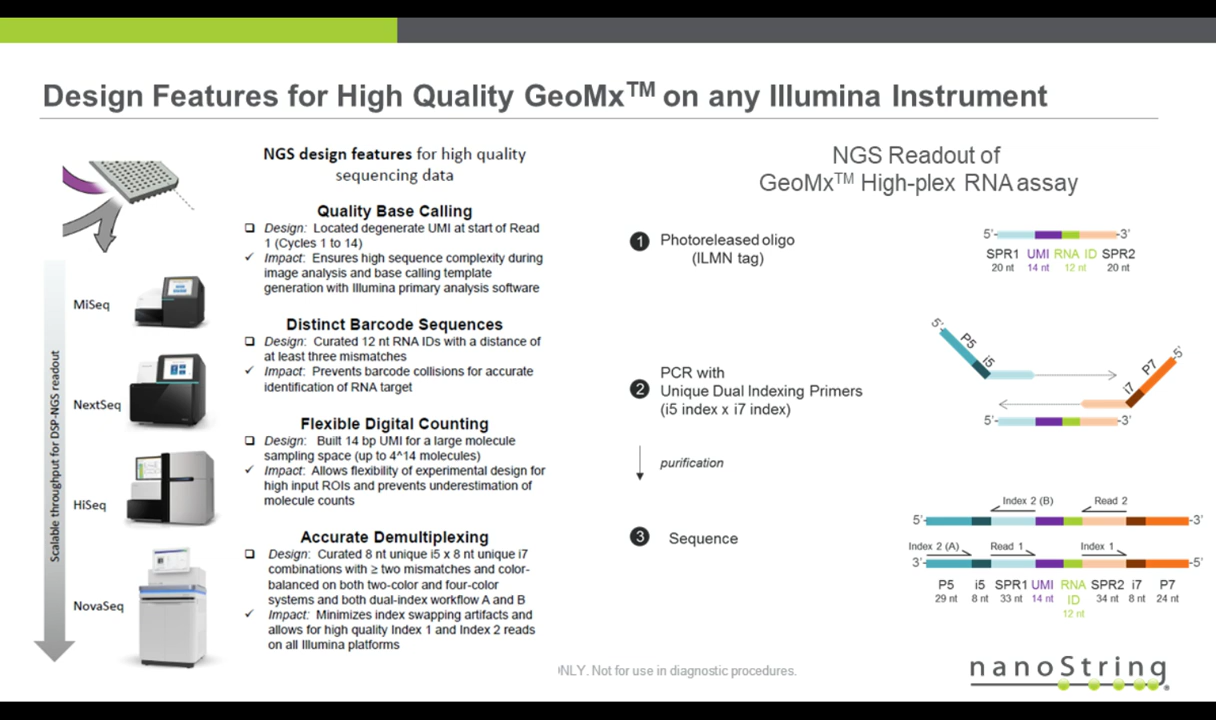 Design Features for High Quality GeoMx™ on any Illumina Instrument
Scalable throughput for DSP-NGS readout
MiSeq
NextSeq
HiSeq
NovaSeq
NGS design features for high quality
sequencing data
Quality Base Calling
❑ Design: Located degenerate UMI at start of Read
1 (Cycles 1 to 14)
✓ Impact: Ensures high sequence complexity during
image analysis and base calling template
generation with Illumina primary analysis software
Distinct Barcode Sequences
❑ Design: Curated 12 nt RNA IDs with a distance of
at least three mismatches
✓ Impact: Prevents barcode collisions for accurate
identification of RNA target
Flexible Digital Counting
❑ Design: Built 14 bp UMI for a large molecule
sampling space (up to 4^14 molecules)
✓ Impact: Allows flexibility of experimental design for
high input ROIs and prevents underestimation of
molecule counts
Accurate Demultiplexing
❑ Design: Curated 8 nt unique i5 x 8 nt unique i7
combinations with ≥ two mismatches and color-
balanced on both two-color and four-color
systems and both dual-index workflow A and B
✓ Impact: Minimizes index swapping artifacts and
allows for high quality Index 1 and Index 2 reads
on all Illumina platforms
NGS Readout of
GeoMx™ High-plex RNA assay
1 Photoreleased oligo
(ILMN tag)
5'- -3'
SPR1 UMI RNA ID SPR2
20 nt 14 nt 12 nt 20 nt
2 PCR with
Unique Dual Indexing Primers
(i5 index x i7 index)
5' P5 i5
i7 P7 5'
5'- -3'
purification
3 Sequence
Index 2 (B) Read 2
5'- -3'
Index 2 (A) Read 1 Index 1
3'- -5'
P5 i5 SPR1 UMI RNA ID SPR2 i7 P7
29 nt 8 nt 33 nt 14 nt 12 nt 34 nt 8 nt 24 nt
NLY. Not for use in diagnostic procedures.
nanoString®